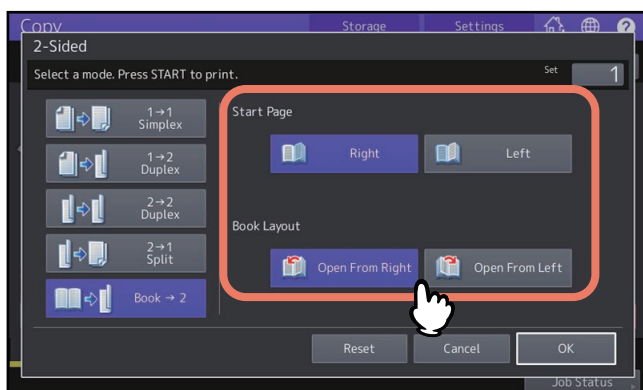 Copy Storage Settings
2-Sided
Select a mode. Press START to print. Set 1
1→1
Simplex
1→2
Duplex
2→2
Duplex
2→1
Split
Book → 2
Start Page
Right Left
Book Layout
Open From Right Open From Left
Reset Cancel OK
Job Status